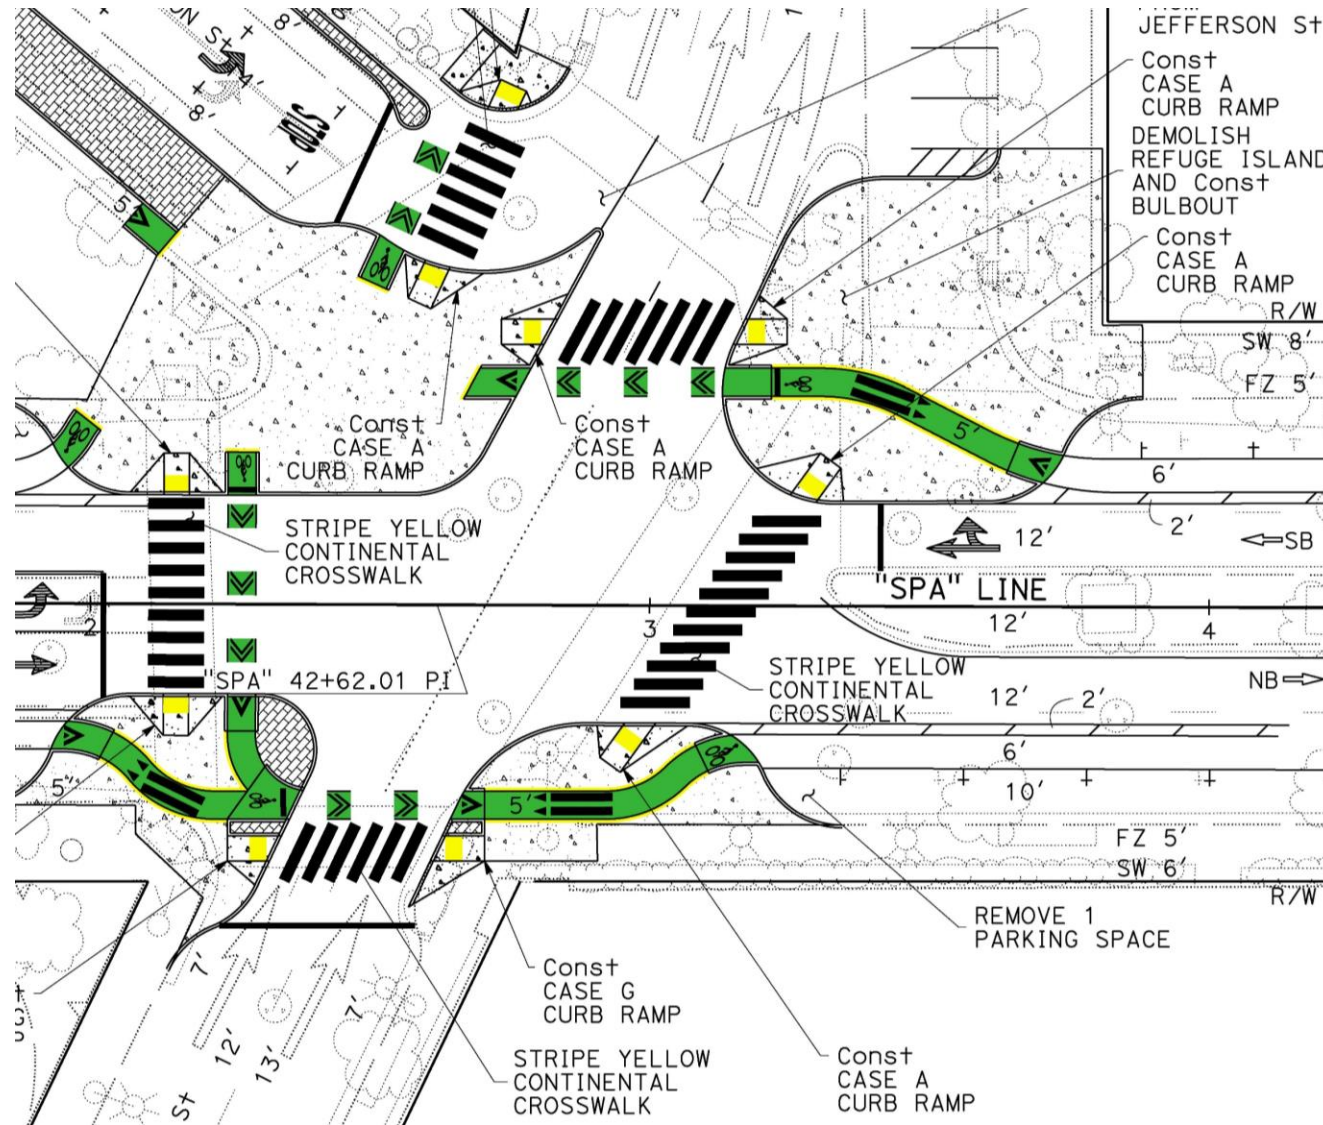 JEFFERSON St
Const
CASE A
CURB RAMP
DEMOLISH
REFUGE ISLAND
AND Const
BULBOUT
Const
CASE A
CURB RAMP
R/W
SW 8'
FZ 5'
ON St
8'
4'
8'
STOP
5'
Const
CASE A
CURB RAMP
Const
CASE A
CURB RAMP
5'
6'
2'
STRIPE YELLOW
CONTINENTAL
CROSSWALK
12'
SB
"SPA" LINE
2
3
12'
4
"SPA" 42+62.01 PI
STRIPE YELLOW
CONTINENTAL
CROSSWALK
NB
12'
2'
6'
5'
5'
10'
FZ 5'
SW 6'
R/W
REMOVE 1
PARKING SPACE
7'
12'
13'
7'
St
Const
CASE G
CURB RAMP
STRIPE YELLOW
CONTINENTAL
CROSSWALK
Const
CASE A
CURB RAMP